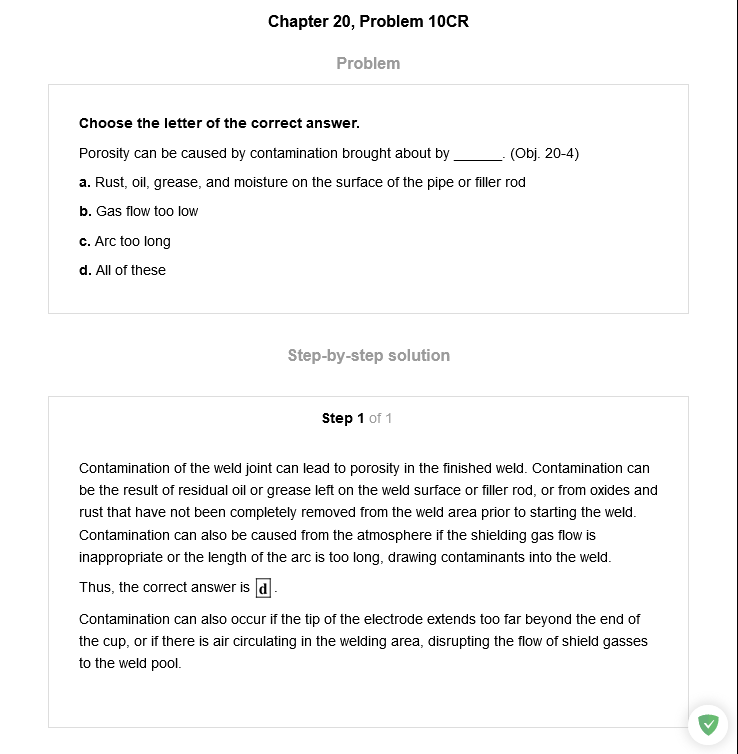 Chapter 20, Problem 10CR
Problem
Choose the letter of the correct answer.
Porosity can be caused by contamination brought about by ______. (Obj. 20-4)
a. Rust, oil, grease, and moisture on the surface of the pipe or filler rod
b. Gas flow too low
c. Arc too long
d. All of these
Step-by-step solution
Step 1 of 1
Contamination of the weld joint can lead to porosity in the finished weld. Contamination can
be the result of residual oil or grease left on the weld surface or filler rod, or from oxides and
rust that have not been completely removed from the weld area prior to starting the weld.
Contamination can also be caused from the atmosphere if the shielding gas flow is
inappropriate or the length of the arc is too long, drawing contaminants into the weld.
Thus, the correct answer is d.
Contamination can also occur if the tip of the electrode extends too far beyond the end of
the cup, or if there is air circulating in the welding area, disrupting the flow of shield gasses
to the weld pool.